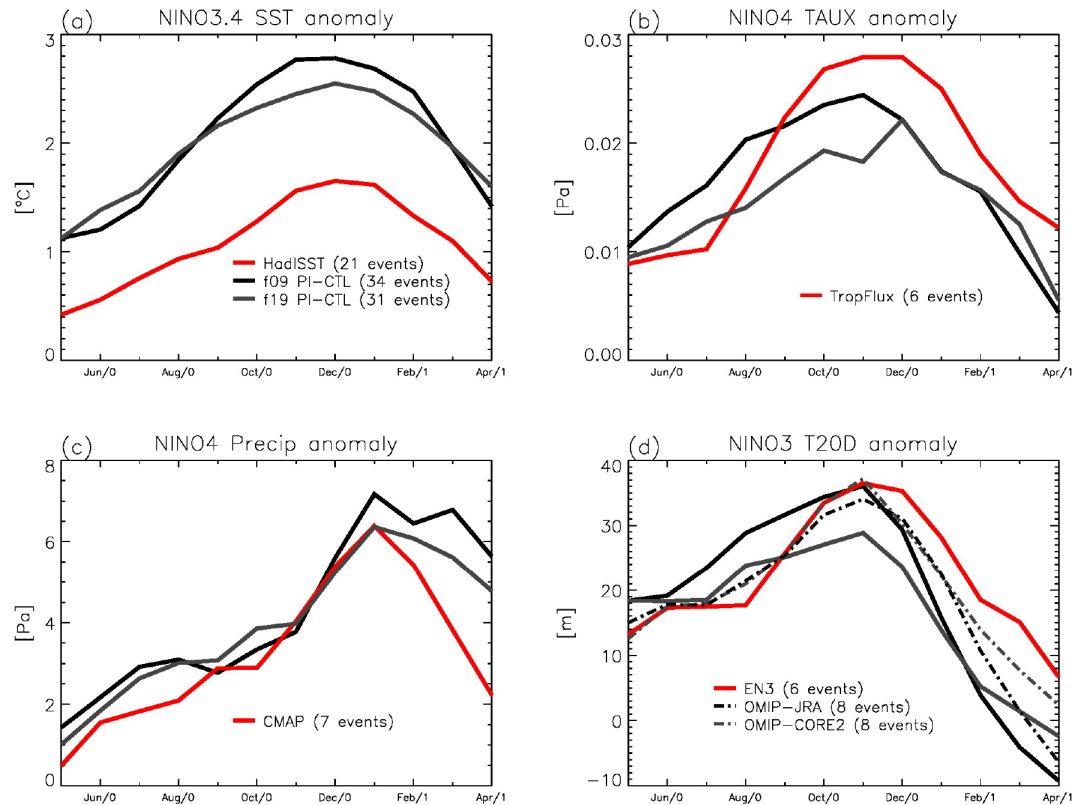 (a) NINO3.4 SST anomaly
3
2
1
0
[°C]
HadISST (21 events)
f09 PI-CTL (34 events)
f19 PI-CTL (31 events)
Jun/0 Aug/0 Oct/0 Dec/0 Feb/1 Apr/1
(b) NINO4 TAUX anomaly
0.03
0.02
0.01
0.00
[Pa]
TropFlux (6 events)
Jun/0 Aug/0 Oct/0 Dec/0 Feb/1 Apr/1
(c) NINO4 Precip anomaly
8
6
4
2
0
[Pa]
CMAP (7 events)
Jun/0 Aug/0 Oct/0 Dec/0 Feb/1 Apr/1
(d) NINO3 T20D anomaly
40
30
20
10
0
-10
[m]
EN3 (6 events)
OMIP-JRA (8 events)
OMIP-CORE2 (8 events)
Jun/0 Aug/0 Oct/0 Dec/0 Feb/1 Apr/1